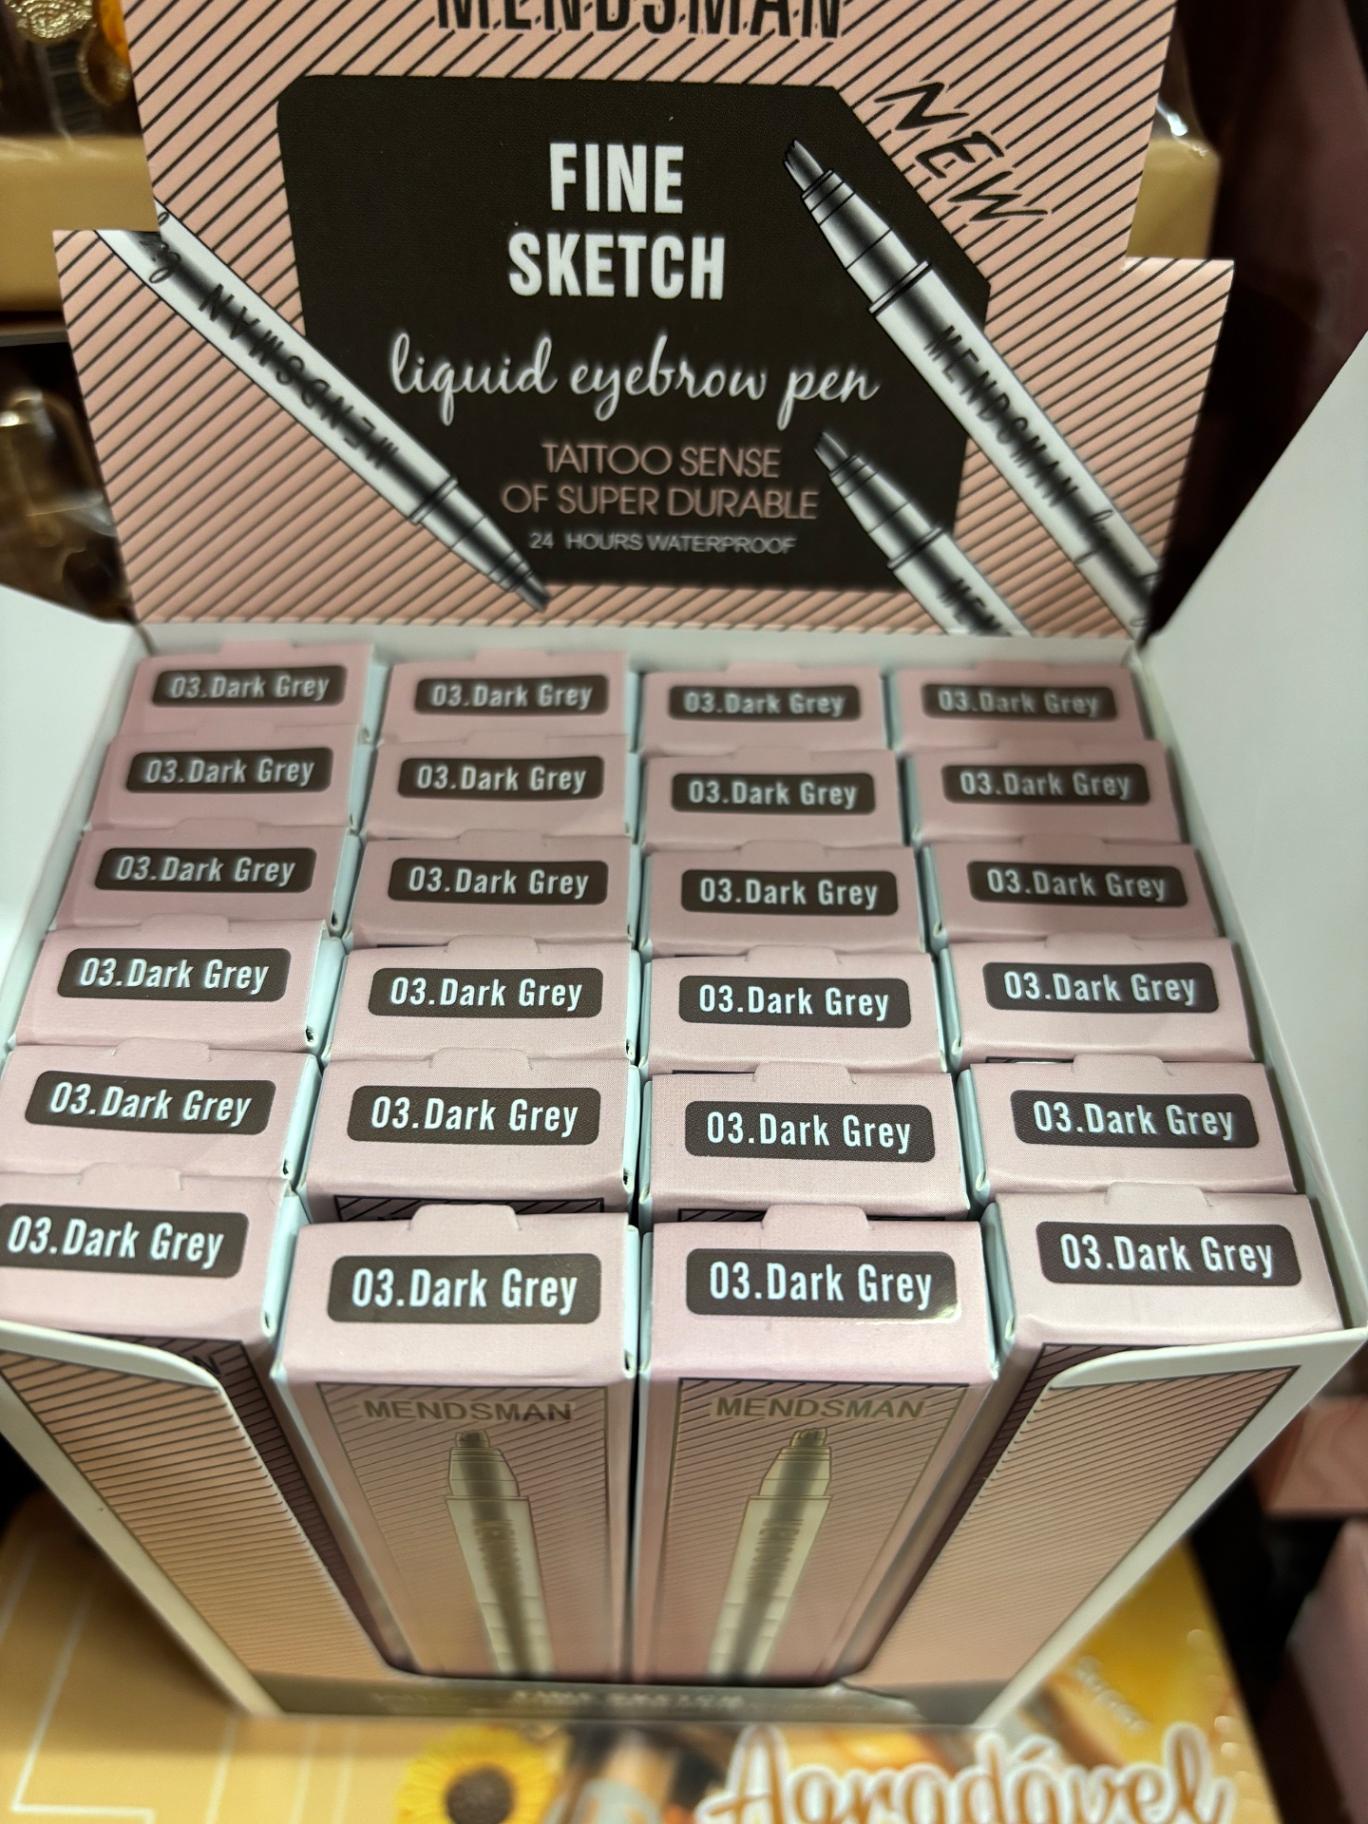 MENDSMAN
NEW
FINE
SKETCH
liquid eyebrow pen
TATTOO SENSE
OF SUPER DURABLE
24 HOURS WATERPROOF
MENDSMAN
MENDSMAN
MEN
03.Dark Grey 03.Dark Grey 03.Dark Grey 03.Dark Grey
03.Dark Grey 03.Dark Grey 03.Dark Grey 03.Dark Grey
03.Dark Grey 03.Dark Grey 03.Dark Grey 03.Dark Grey
03.Dark Grey 03.Dark Grey 03.Dark Grey 03.Dark Grey
03.Dark Grey 03.Dark Grey 03.Dark Grey 03.Dark Grey
03.Dark Grey 03.Dark Grey 03.Dark Grey 03.Dark Grey
MENDSMAN MENDSMAN
FINE SKETCH
Agradável